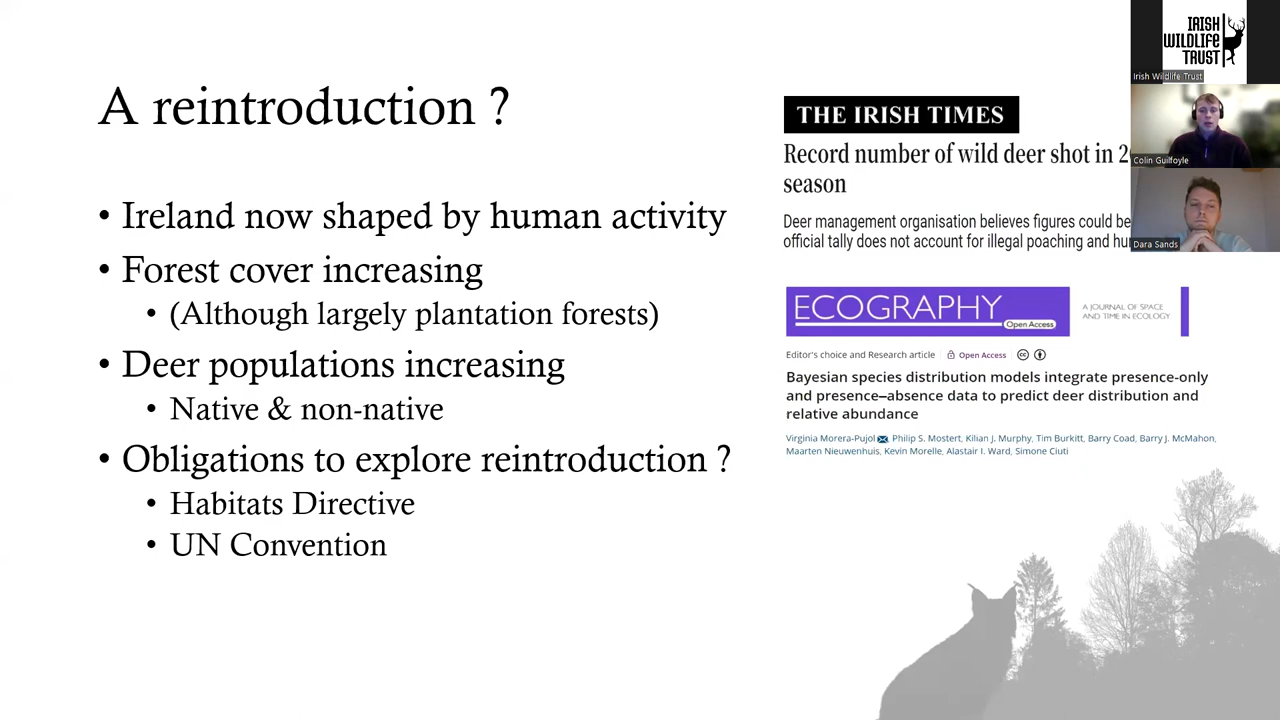 A reintroduction ?
• Ireland now shaped by human activity
• Forest cover increasing
• (Although largely plantation forests)
• Deer populations increasing
• Native & non-native
• Obligations to explore reintroduction ?
• Habitats Directive
• UN Convention
THE IRISH TIMES
Record number of wild deer shot in
season
Deer management organisation believes figures could be
official tally does not account for illegal poaching and
ECOGRAPHY
Open Access
A JOURNAL OF SPACE
AND TIME IN ECOLOGY
Editor's choice and Research article Open Access
Bayesian species distribution models integrate presence-only
and presence–absence data to predict deer distribution and
relative abundance
Virginia Morera-Pujol, Philip S. Mostert, Kilian J. Murphy, Tim Burkitt, Barry Coad, Barry J. McMahon,
Maarten Nieuwenhuis, Kevin Morelle, Alastair I. Ward, Simone Ciuti
IRISH
WILDLIFE
TRUST
Irish Wildlife Trust
Colin Guilfoyle
Dara Sands